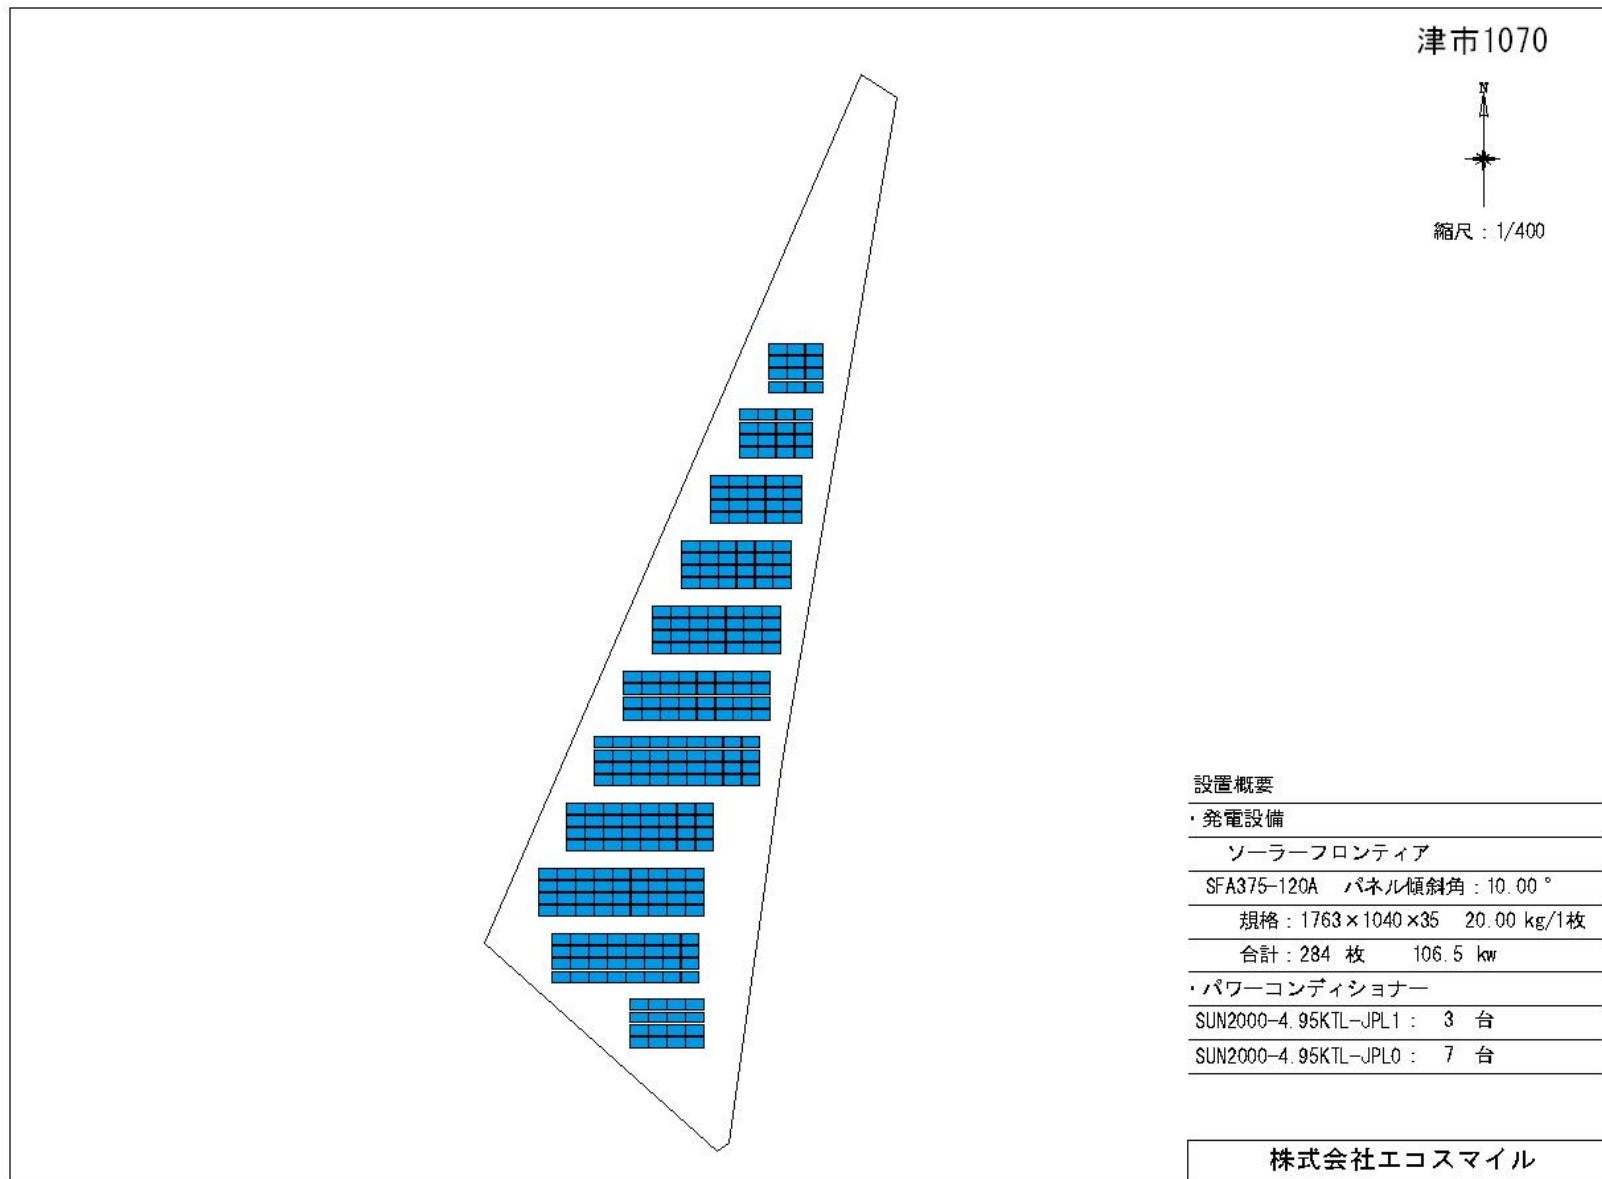 津市1070
N
縮尺：1/400
設置概要
・発電設備
ソーラーフロンティア
SFA375-120A パネル傾斜角：10.00°
規格：1763×1040×35 20.00 kg/1枚
合計：284 枚 106.5 kw
・パワーコンディショナー
SUN2000-4.95KTL-JPL1： 3 台
SUN2000-4.95KTL-JPL0： 7 台
株式会社エコスマイル